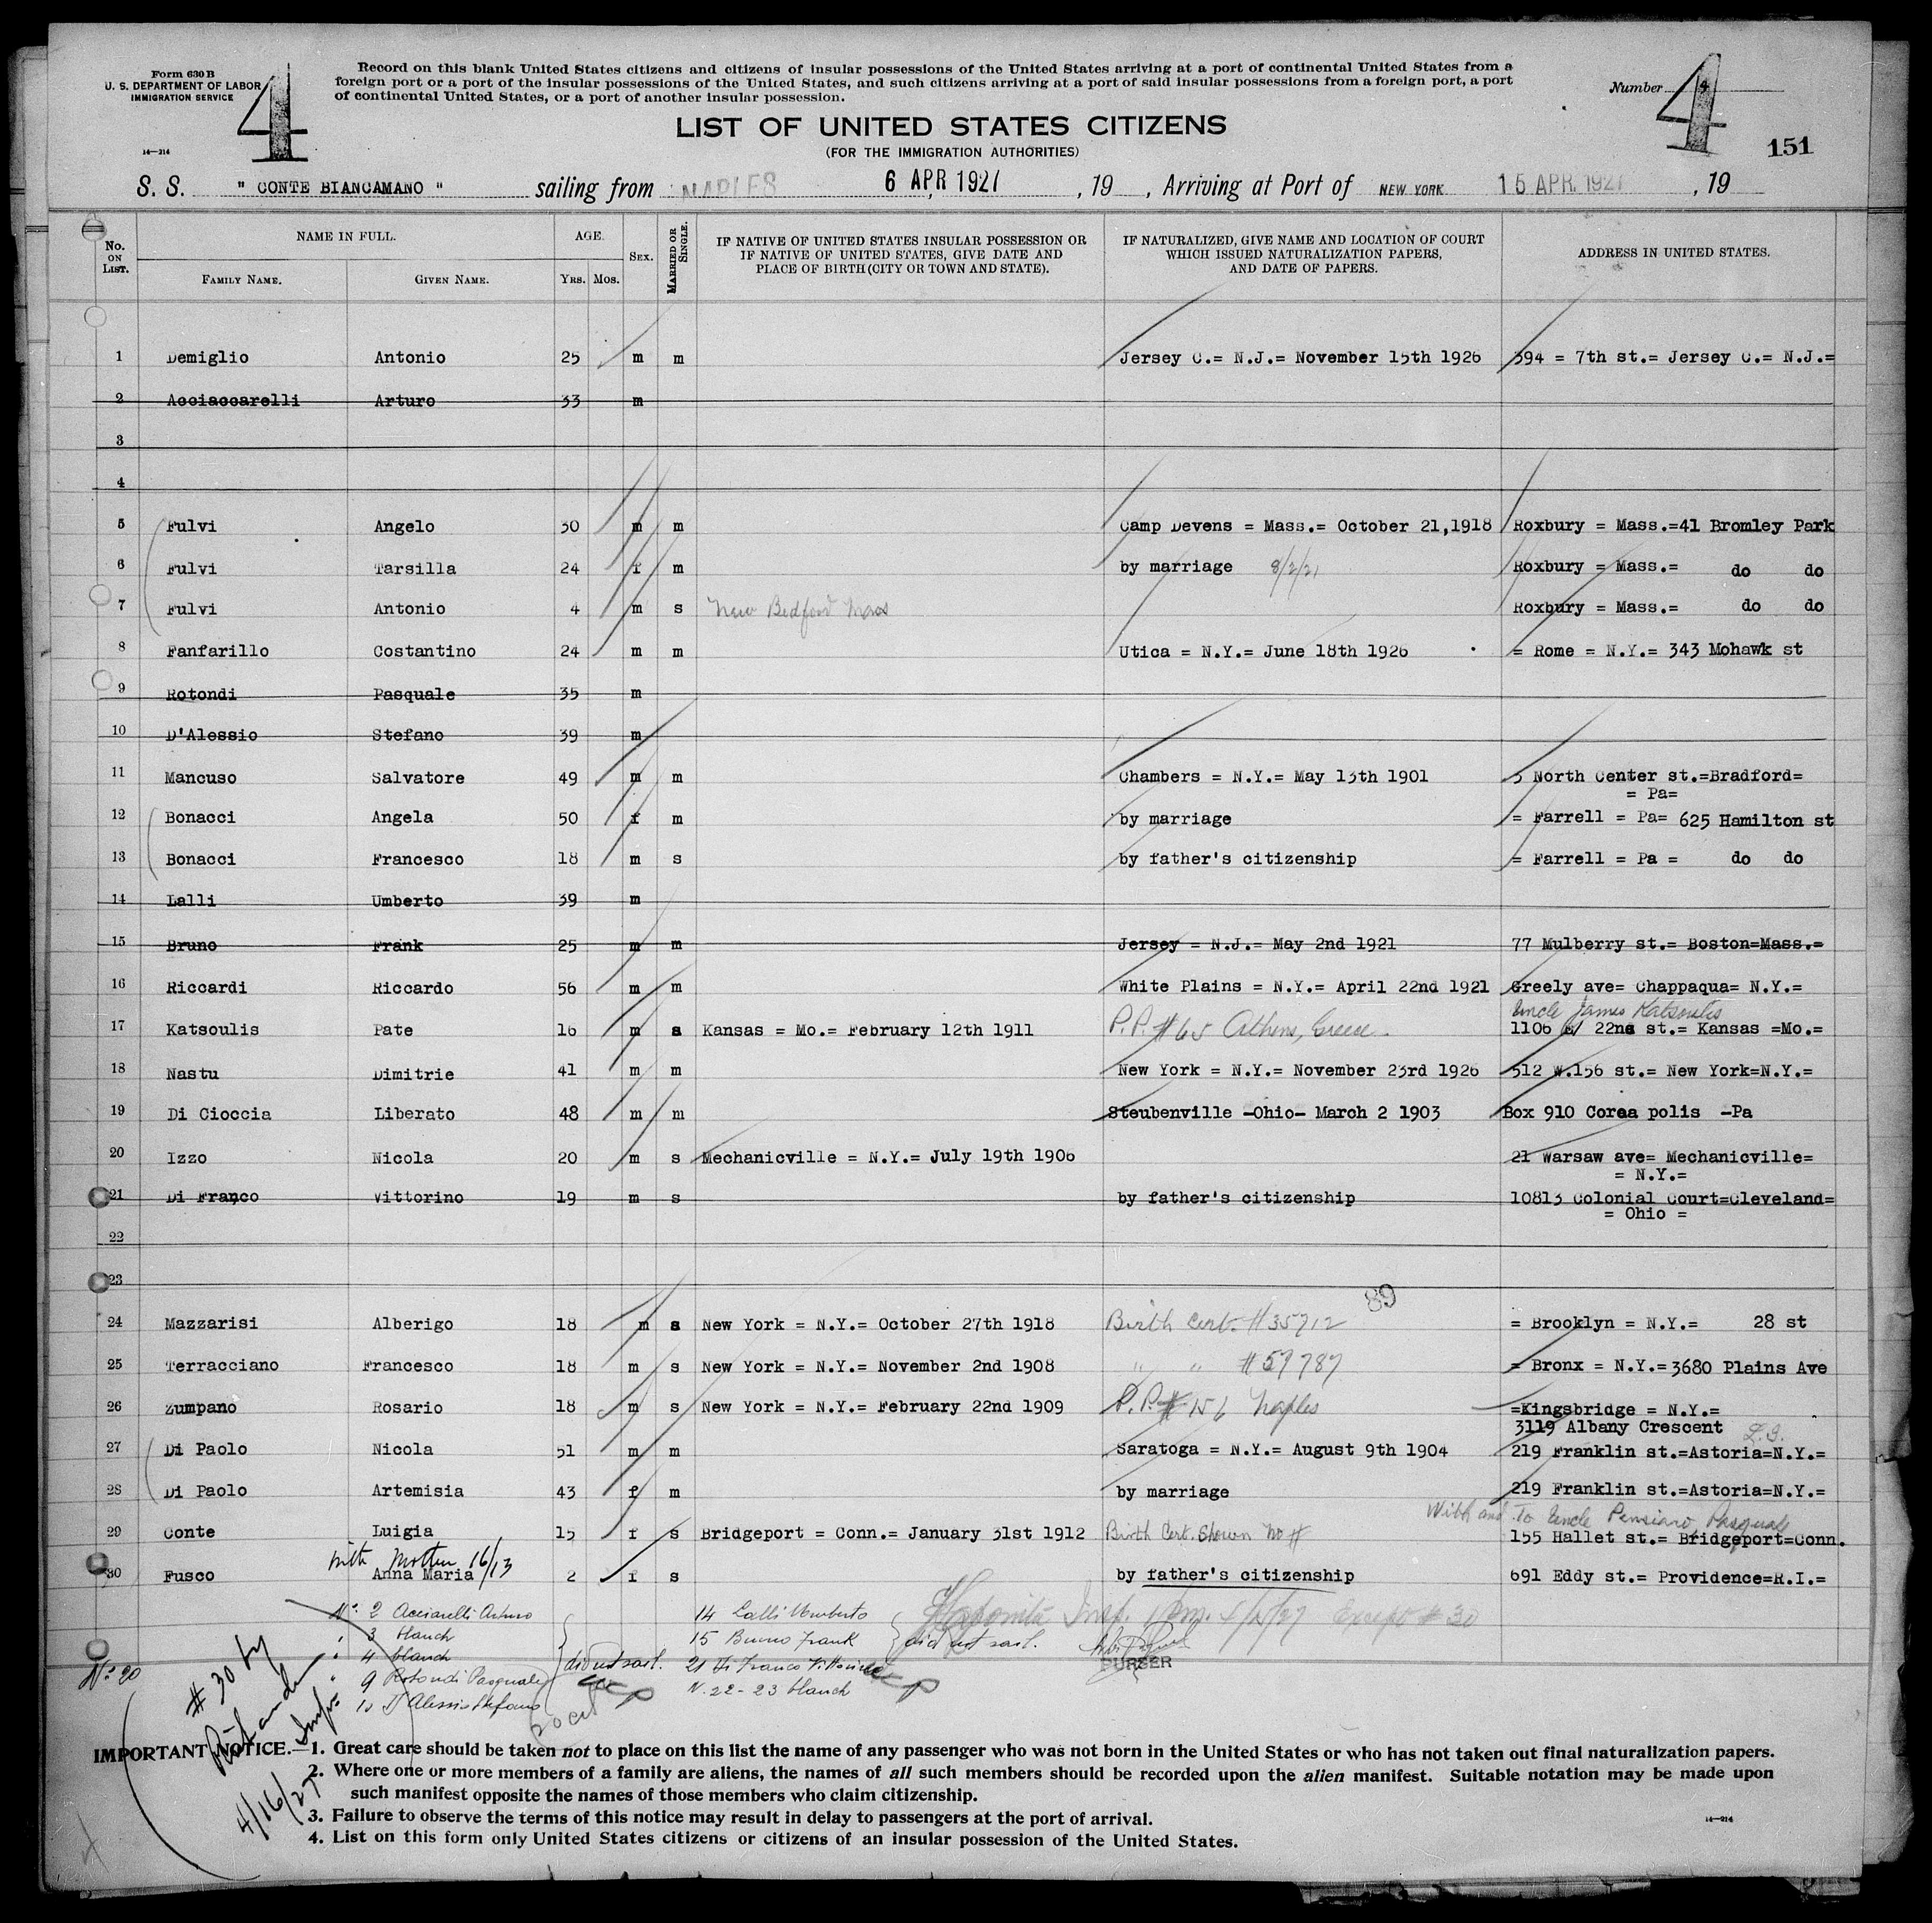 Form 630 B
U. S. DEPARTMENT OF LABOR
IMMIGRATION SERVICE
4
14—214
Record on this blank United States citizens and citizens of insular possessions of the United States arriving at a port of continental United States from a
foreign port or a port of the insular possessions of the United States, and such citizens arriving at a port of said insular possessions from a foreign port, a port
of continental United States, or a port of another insular possession.
Number 4
4
151
LIST OF UNITED STATES CITIZENS
(FOR THE IMMIGRATION AUTHORITIES)
S. S. " CONTE BIANCAMANO " sailing from NAPLES 6 APR 1927, 19 , Arriving at Port of NEW YORK 15 APR. 1927, 19
No. ON LIST. NAME IN FULL. AGE. SEX. MARRIED OR SINGLE. IF NATIVE OF UNITED STATES INSULAR POSSESSION OR IF NATIVE OF UNITED STATES, GIVE DATE AND PLACE OF BIRTH (CITY OR TOWN AND STATE). IF NATURALIZED, GIVE NAME AND LOCATION OF COURT WHICH ISSUED NATURALIZATION PAPERS, AND DATE OF PAPERS. ADDRESS IN UNITED STATES.
FAMILY NAME. GIVEN NAME. YRS. MOS.
1 Demiglio Antonio 25 m m Jersey C.= N.J.= November 15th 1926 394 = 7th st.= Jersey C.= N.J.=
2 Acciaccarelli Arturo 33 m
3
4
5 Fulvi Angelo 30 m m Camp Devens = Mass.= October 21,1918 Roxbury = Mass.=41 Bromley Park
6 Fulvi Tarsilla 24 f m by marriage 8/2/21 Roxbury = Mass.= do do
7 Fulvi Antonio 4 m s New Bedford Mass Roxbury = Mass.= do do
8 Fanfarillo Costantino 24 m m Utica = N.Y.= June 18th 1926 = Rome = N.Y.= 343 Mohawk st
9 Rotondi Pasquale 35 m
10 D'Alessio Stefano 39 m
11 Mancuso Salvatore 49 m m Chambers = N.Y.= May 13th 1901 5 North Center st.=Bradford=
= Pa=
12 Bonacci Angela 50 f m by marriage = Farrell = Pa= 625 Hamilton st
13 Bonacci Francesco 18 m s by father's citizenship = Farrell = Pa = do do
14 Lalli Umberto 39 m
15 Bruno Frank 25 m m Jersey = N.J.= May 2nd 1921 77 Mulberry st.= Boston=Mass.=
16 Riccardi Riccardo 56 m m White Plains = N.Y.= April 22nd 1921 Greely ave= Chappaqua= N.Y.=
Uncle James Katsoulis
17 Katsoulis Pate 16 m s Kansas = Mo.= February 12th 1911 P.P. #65 Athens, Greece. 1106 W 22nd st.= Kansas =Mo.=
18 Nastu Dimitrie 41 m m New York = N.Y.= November 23rd 1926 512 W.156 st.= New York=N.Y.=
19 Di Cioccia Liberato 48 m m Steubenville -Ohio- March 2 1903 Box 910 Corea polis -Pa
20 Izzo Nicola 20 m s Mechanicville = N.Y.= July 19th 1906 21 Warsaw ave= Mechanicville=
= N.Y.=
21 Di Franco Vittorino 19 m s by father's citizenship 10813 Colonial Court=Cleveland=
= Ohio =
22
23
89
24 Mazzarisi Alberigo 18 m s New York = N.Y.= October 27th 1918 Birth Cert. #35712 = Brooklyn = N.Y.= 28 st
25 Terracciano Francesco 18 m s New York = N.Y.= November 2nd 1908 " " #59787 = Bronx = N.Y.= 3680 Plains Ave
26 Zumpano Rosario 18 m s New York = N.Y.= February 22nd 1909 P.P.# 156 Naples =Kingsbridge = N.Y.=
3119 Albany Crescent L.I.
27 Di Paolo Nicola 51 m m Saratoga = N.Y.= August 9th 1904 219 Franklin st.=Astoria=N.Y.=
28 Di Paolo Artemisia 43 f m by marriage 219 Franklin st.=Astoria=N.Y.=
With and To Uncle Pensiaro, Pasquale
29 Conte Luigia 15 f s Bridgeport = Conn.= January 31st 1912 Birth Cert. Shown no # 155 Hallet st.= Bridgeport=Conn.
with Mother 16/13
30 Fusco Anna Maria 2 f s by father's citizenship 691 Eddy st.= Providence=R.I.=
No. 2 Acciarelli Arturo
" 3 blanch
" 4 blanch
" 9 Rotondi Pasquale
" 10 D'Alessio Stefano
did not sail.
14 Lalli Umberto
15 Bruno Frank
21 Di Franco Vittorino
N. 22 - 23 blanch
did not sail.
Insp. Except #30
PURSER
No. 20
#30 by
Insp.
4/16/27
IMPORTANT NOTICE.—1. Great care should be taken not to place on this list the name of any passenger who was not born in the United States or who has not taken out final naturalization papers.
2. Where one or more members of a family are aliens, the names of all such members should be recorded upon the alien manifest. Suitable notation may be made upon
such manifest opposite the names of those members who claim citizenship.
3. Failure to observe the terms of this notice may result in delay to passengers at the port of arrival.
4. List on this form only United States citizens or citizens of an insular possession of the United States.
14—214